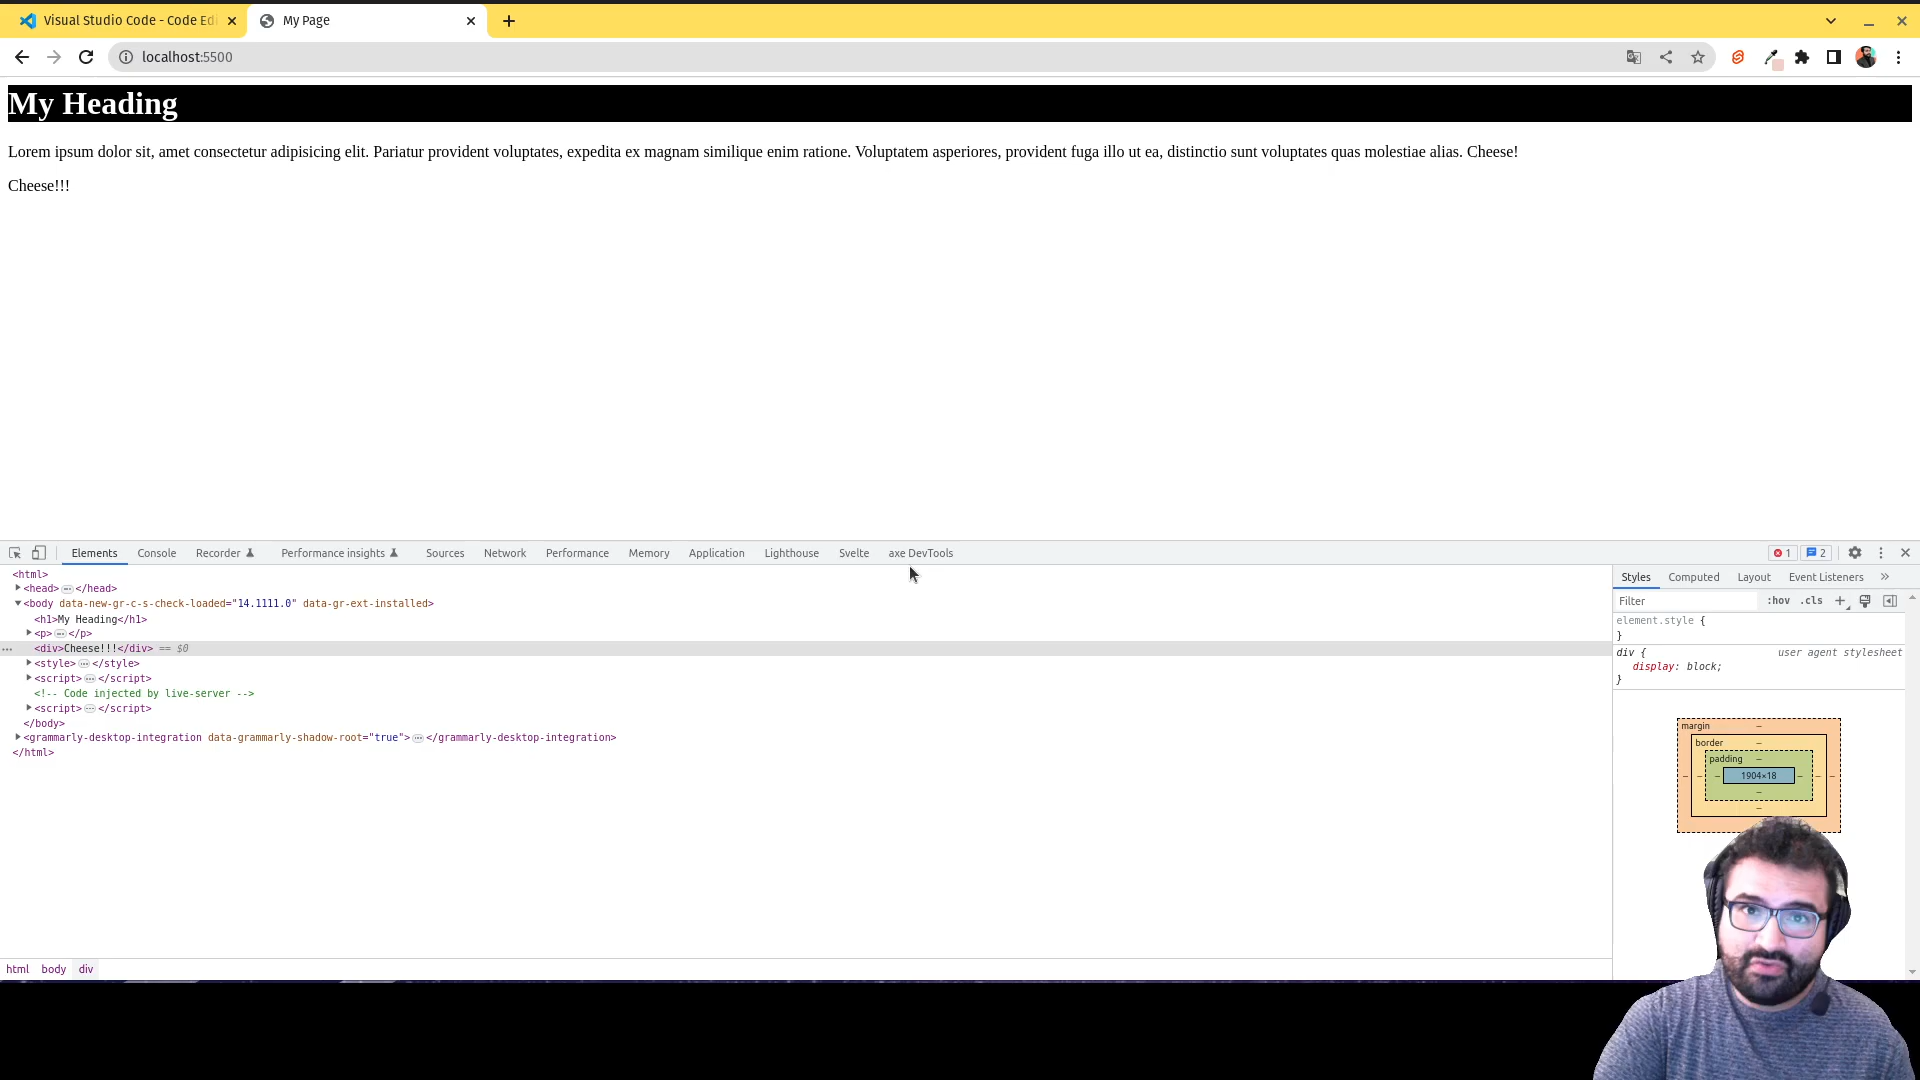 Visual Studio Code - Code Edi
My Page
localhost:5500
My Heading
Lorem ipsum dolor sit, amet consectetur adipisicing elit. Pariatur provident voluptates, expedita ex magnam similique enim ratione. Voluptatem asperiores, provident fuga illo ut ea, distinctio sunt voluptates quas molestiae alias. Cheese!
Cheese!!!
Elements Console Recorder Performance insights Sources Network Performance Memory Application Lighthouse Svelte axe DevTools 1 2
<html>
<head>…</head>
<body data-new-gr-c-s-check-loaded="14.1111.0" data-gr-ext-installed>
<h1>My Heading</h1>
<p>…</p>
<div>Cheese!!!</div> == $0
<style>…</style>
<script>…</script>
<!-- Code injected by live-server -->
<script>…</script>
</body>
<grammarly-desktop-integration data-grammarly-shadow-root="true">…</grammarly-desktop-integration>
</html>
html body div
Styles Computed Layout Event Listeners
Filter :hov .cls
element.style {
}
div { user agent stylesheet
display: block;
}
margin –
border –
padding –
– – – 1904×18 – – –
–
–